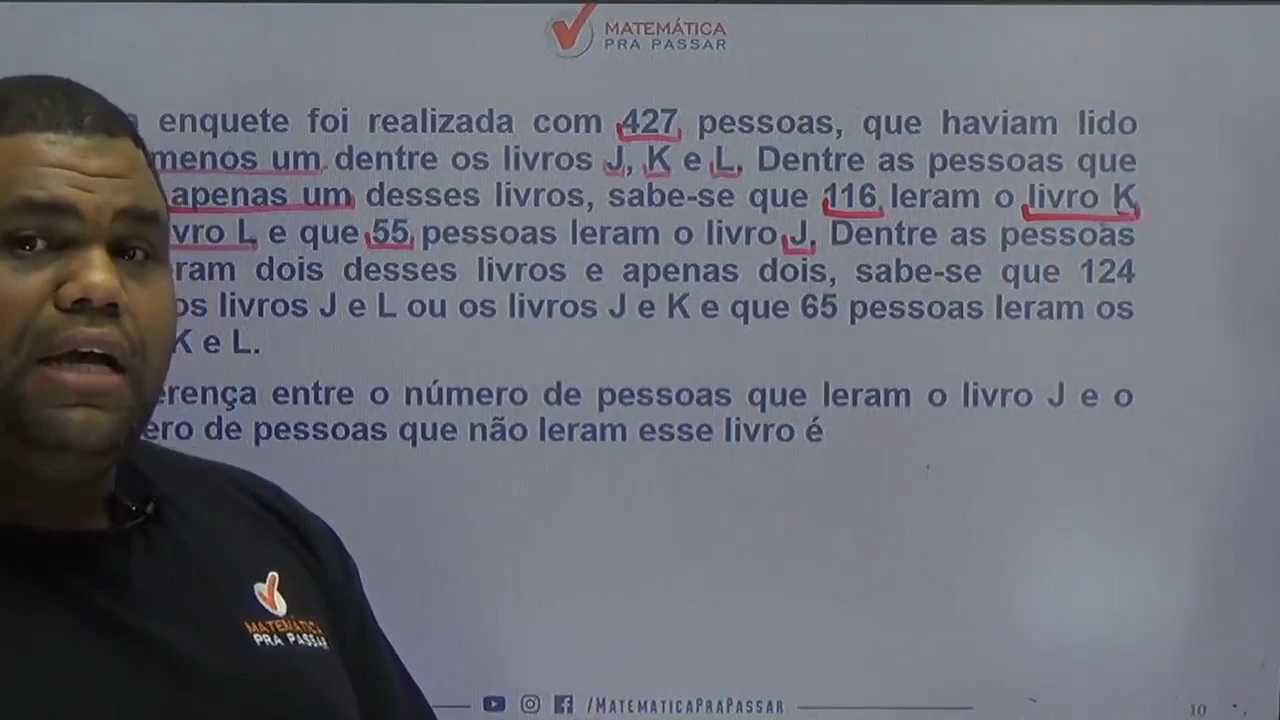 MATEMÁTICA
PRA PASSAR
enquete foi realizada com 427 pessoas, que haviam lido
menos um dentre os livros J, K e L. Dentre as pessoas que
apenas um desses livros, sabe-se que 116 leram o livro K
vro L e que 55 pessoas leram o livro J. Dentre as pessoas
ram dois desses livros e apenas dois, sabe-se que 124
os livros J e L ou os livros J e K e que 65 pessoas leram os
K e L.
erença entre o número de pessoas que leram o livro J e o
ero de pessoas que não leram esse livro é
MATEMÁTICA
PRA PASSAR
/MATEMATICAPRAPASSAR
10